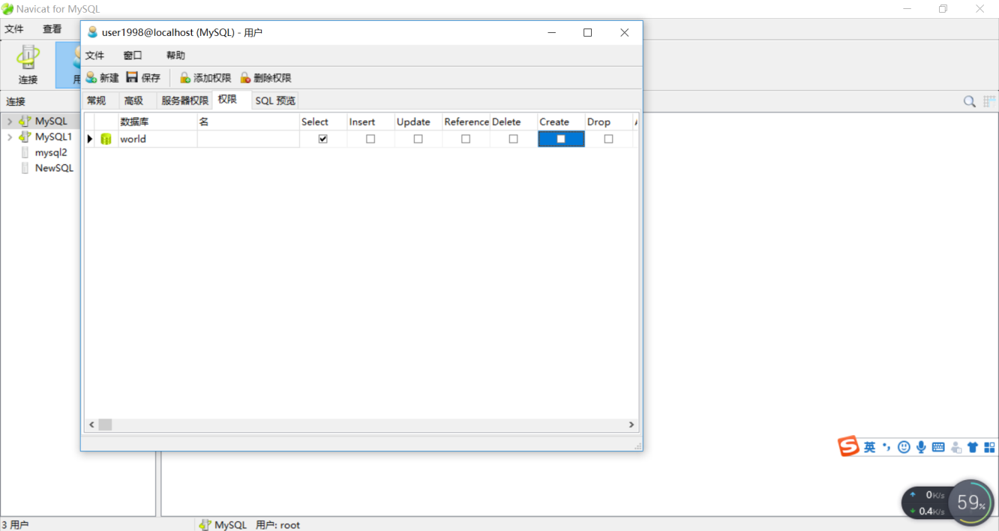 Navicat for MySQL
文件 查看
user1998@localhost (MySQL) - 用户
文件 窗口 帮助
新建 保存 添加权限 删除权限
连接
常规 高级 服务器权限 权限 SQL 预览
连接
数据库 名 Select Insert Update Reference Delete Create Drop
world
MySQL
MySQL1
mysql2
NewSQL
英
0K/s
0.4K/s
59%
3 用户 MySQL 用户: root